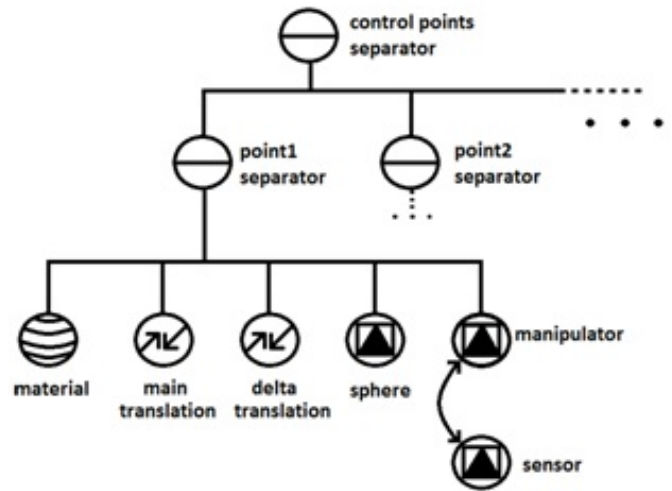 control points
separator
point1
separator
point2
separator
material
main
translation
delta
translation
sphere
manipulator
sensor